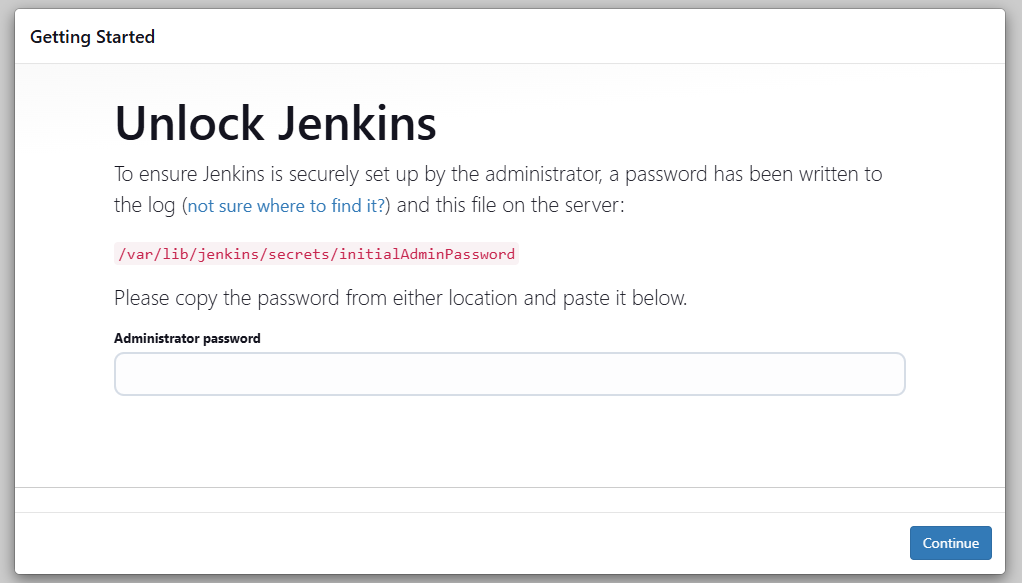 Getting Started
Unlock Jenkins
To ensure Jenkins is securely set up by the administrator, a password has been written to
the log (not sure where to find it?) and this file on the server:
/var/lib/jenkins/secrets/initialAdminPassword
Please copy the password from either location and paste it below.
Administrator password
Continue